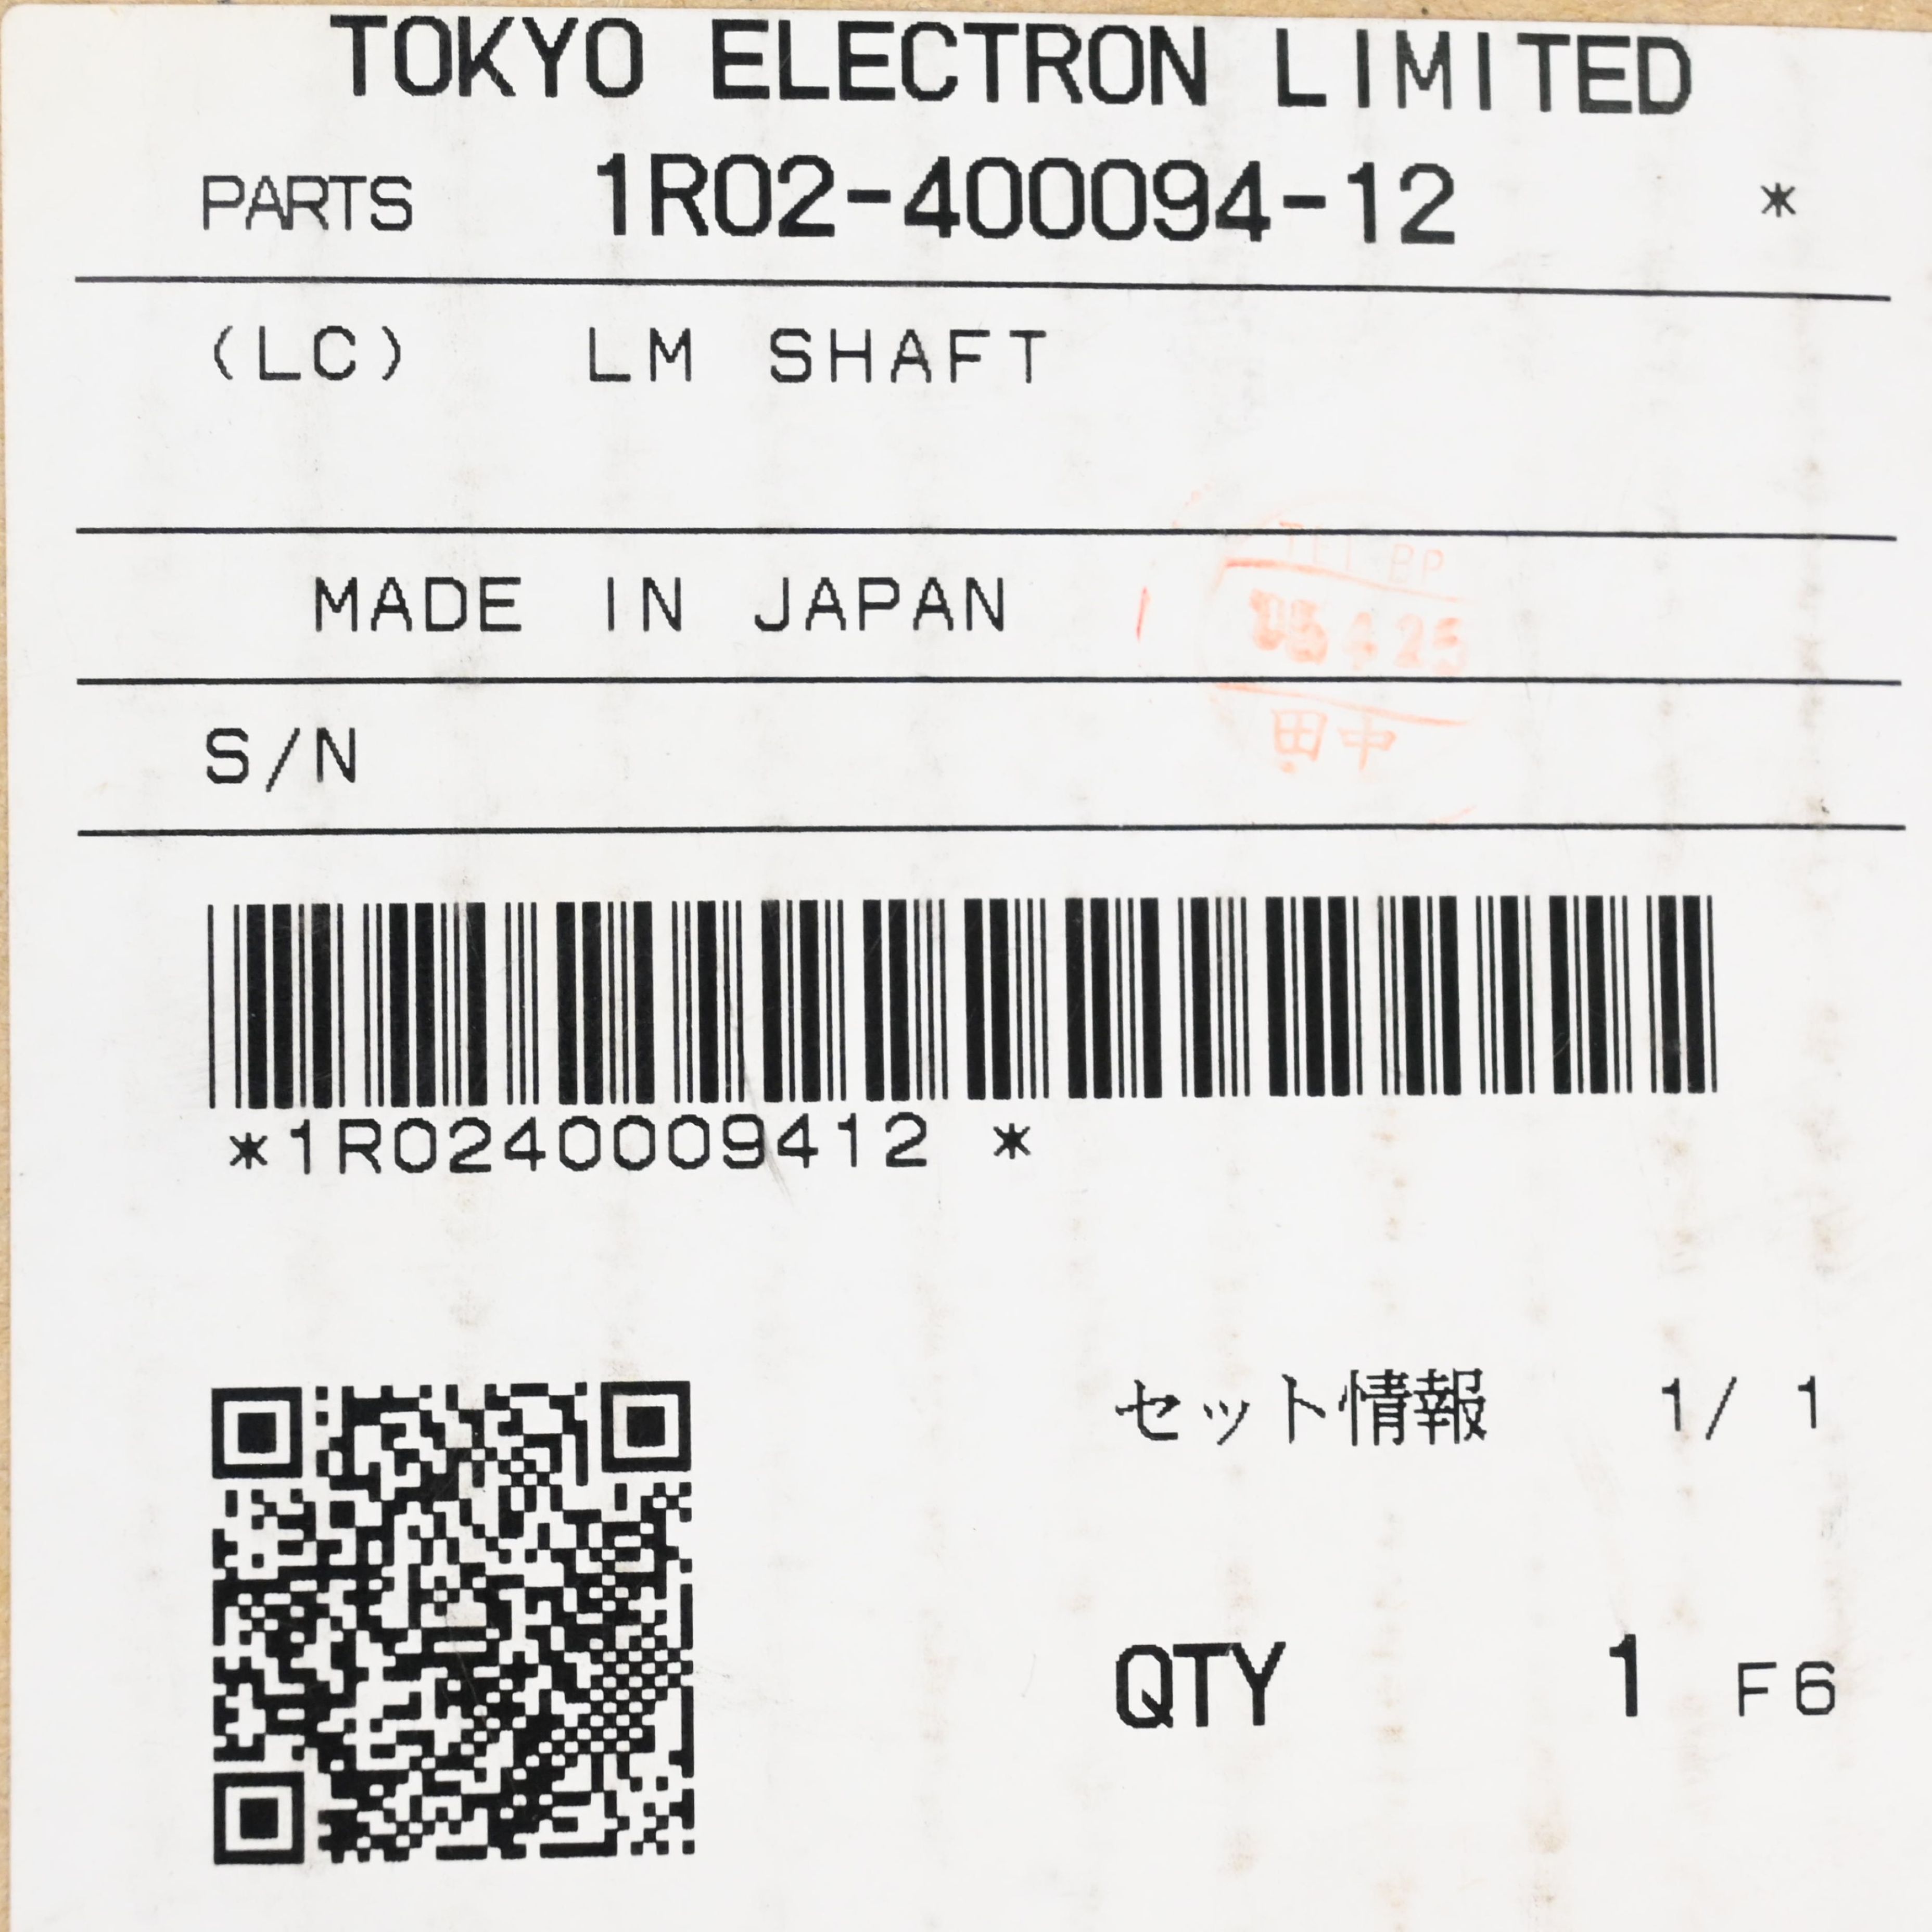 TOKYO ELECTRON LIMITED
PARTS 1R02-400094-12 *
(LC) LM SHAFT
MADE IN JAPAN
S/N
田中
*1R0240009412 *
セット情報 1/ 1
QTY 1 F6